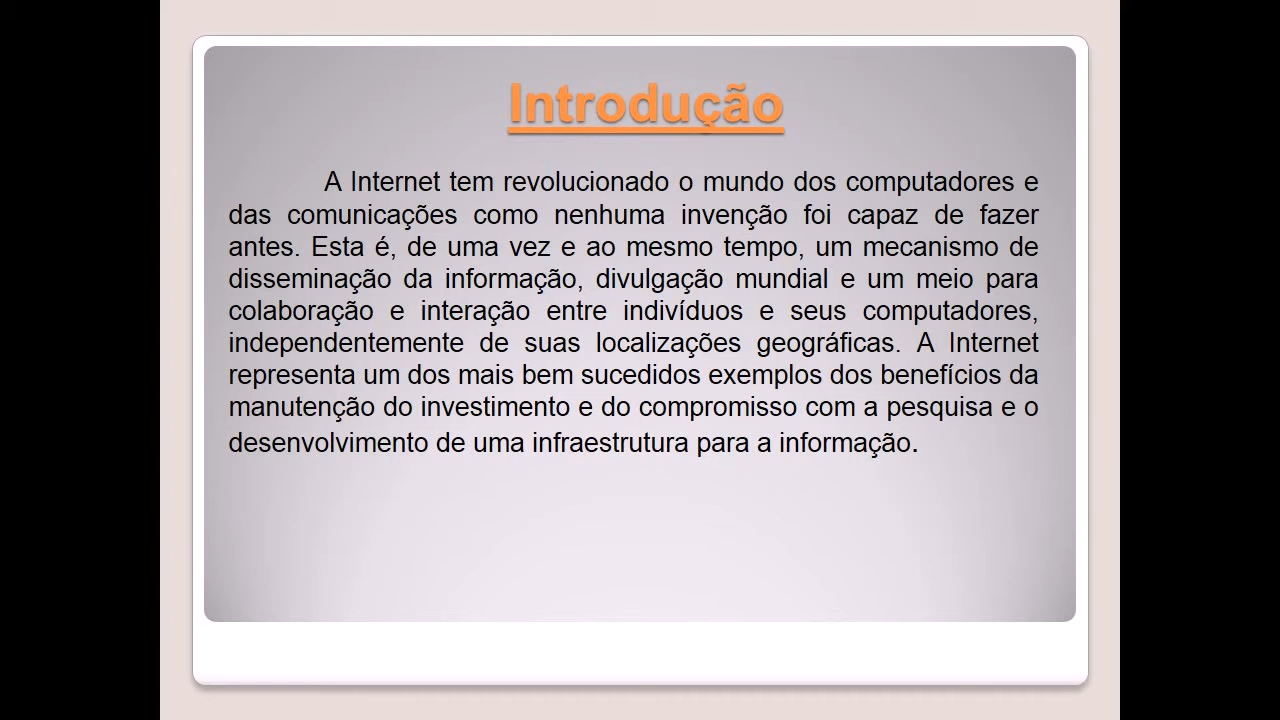 Introdução
A Internet tem revolucionado o mundo dos computadores e
das comunicações como nenhuma invenção foi capaz de fazer
antes. Esta é, de uma vez e ao mesmo tempo, um mecanismo de
disseminação da informação, divulgação mundial e um meio para
colaboração e interação entre indivíduos e seus computadores,
independentemente de suas localizações geográficas. A Internet
representa um dos mais bem sucedidos exemplos dos benefícios da
manutenção do investimento e do compromisso com a pesquisa e o
desenvolvimento de uma infraestrutura para a informação.